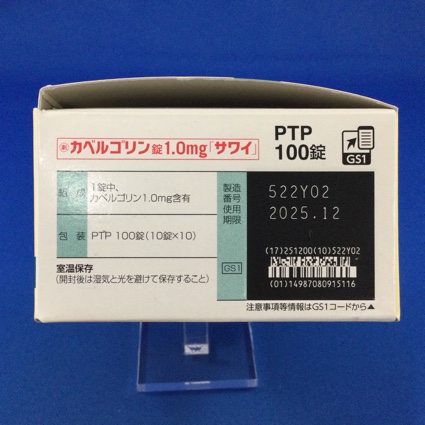 劇 カベルゴリン錠1.0mg「サワイ」
PTP
100錠
GS1
組成 1錠中、
カベルゴリン1.0mg含有
包装 PTP 100錠(10錠×10)
室温保存
(開封後は湿気と光を避けて保存すること)
製造
番号
使用
期限
522Y02
2025.12
GS1
(17)251200(10)522Y02
(01)14987080915116
注意事項等情報はGS1コードから▲